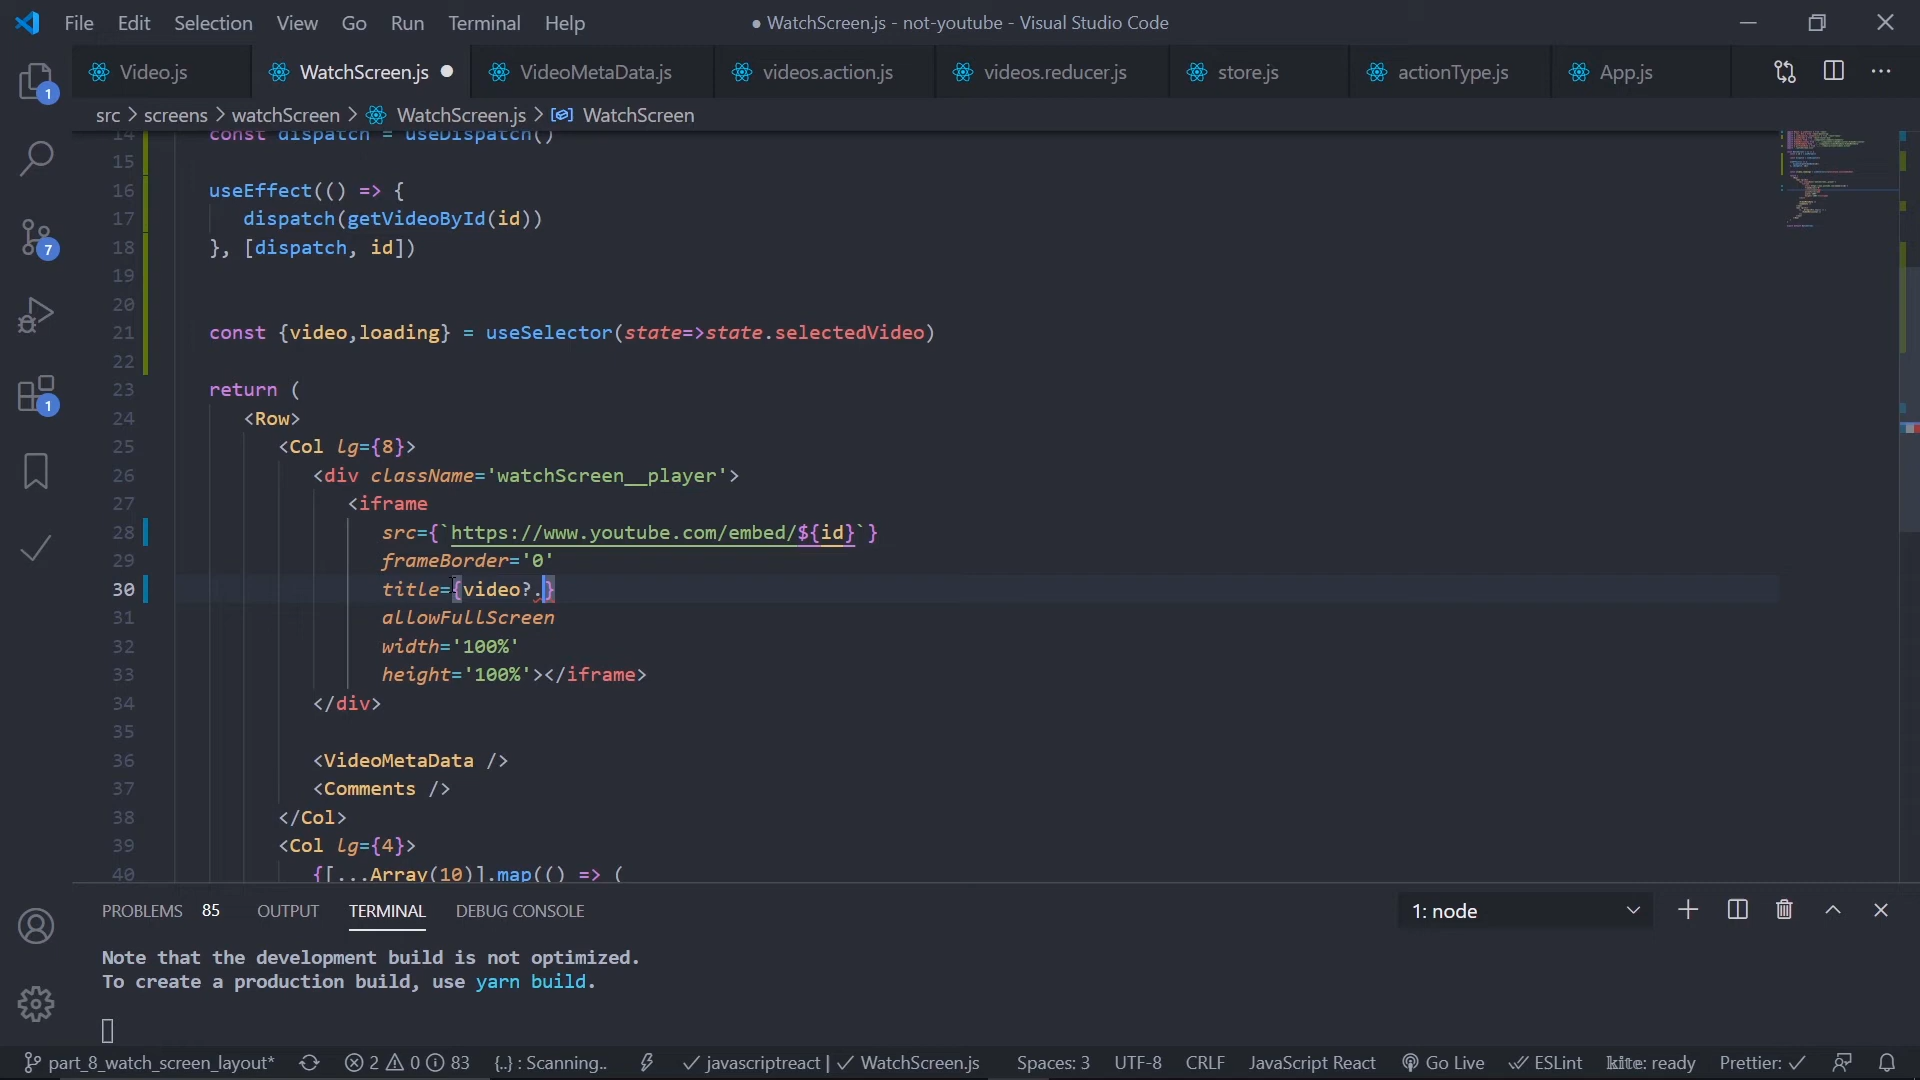 File Edit Selection View Go Run Terminal Help
● WatchScreen.js - not-youtube - Visual Studio Code
Video.js WatchScreen.js ● VideoMetaData.js videos.action.js videos.reducer.js store.js actionType.js App.js
src > screens > watchScreen > WatchScreen.js > WatchScreen
14 const dispatch = useDispatch()
15
16 useEffect(() => {
17 dispatch(getVideoById(id))
18 }, [dispatch, id])
19
20
21 const {video,loading} = useSelector(state=>state.selectedVideo)
22
23 return (
24 <Row>
25 <Col lg={8}>
26 <div className='watchScreen__player'>
27 <iframe
28 src={`https://www.youtube.com/embed/${id}`}
29 frameBorder='0'
30 title={video?.}
31 allowFullScreen
32 width='100%'
33 height='100%'></iframe>
34 </div>
35
36 <VideoMetaData />
37 <Comments />
38 </Col>
39 <Col lg={4}>
40 {[...Array(10)].map(() => (
1
7
1
PROBLEMS 85 OUTPUT TERMINAL DEBUG CONSOLE 1: node
Note that the development build is not optimized.
To create a production build, use yarn build.
part_8_watch_screen_layout* 2 0 83 {..} : Scanning.. javascriptreact | WatchScreen.js Spaces: 3 UTF-8 CRLF JavaScript React Go Live ESLint kite: ready Prettier: ✓